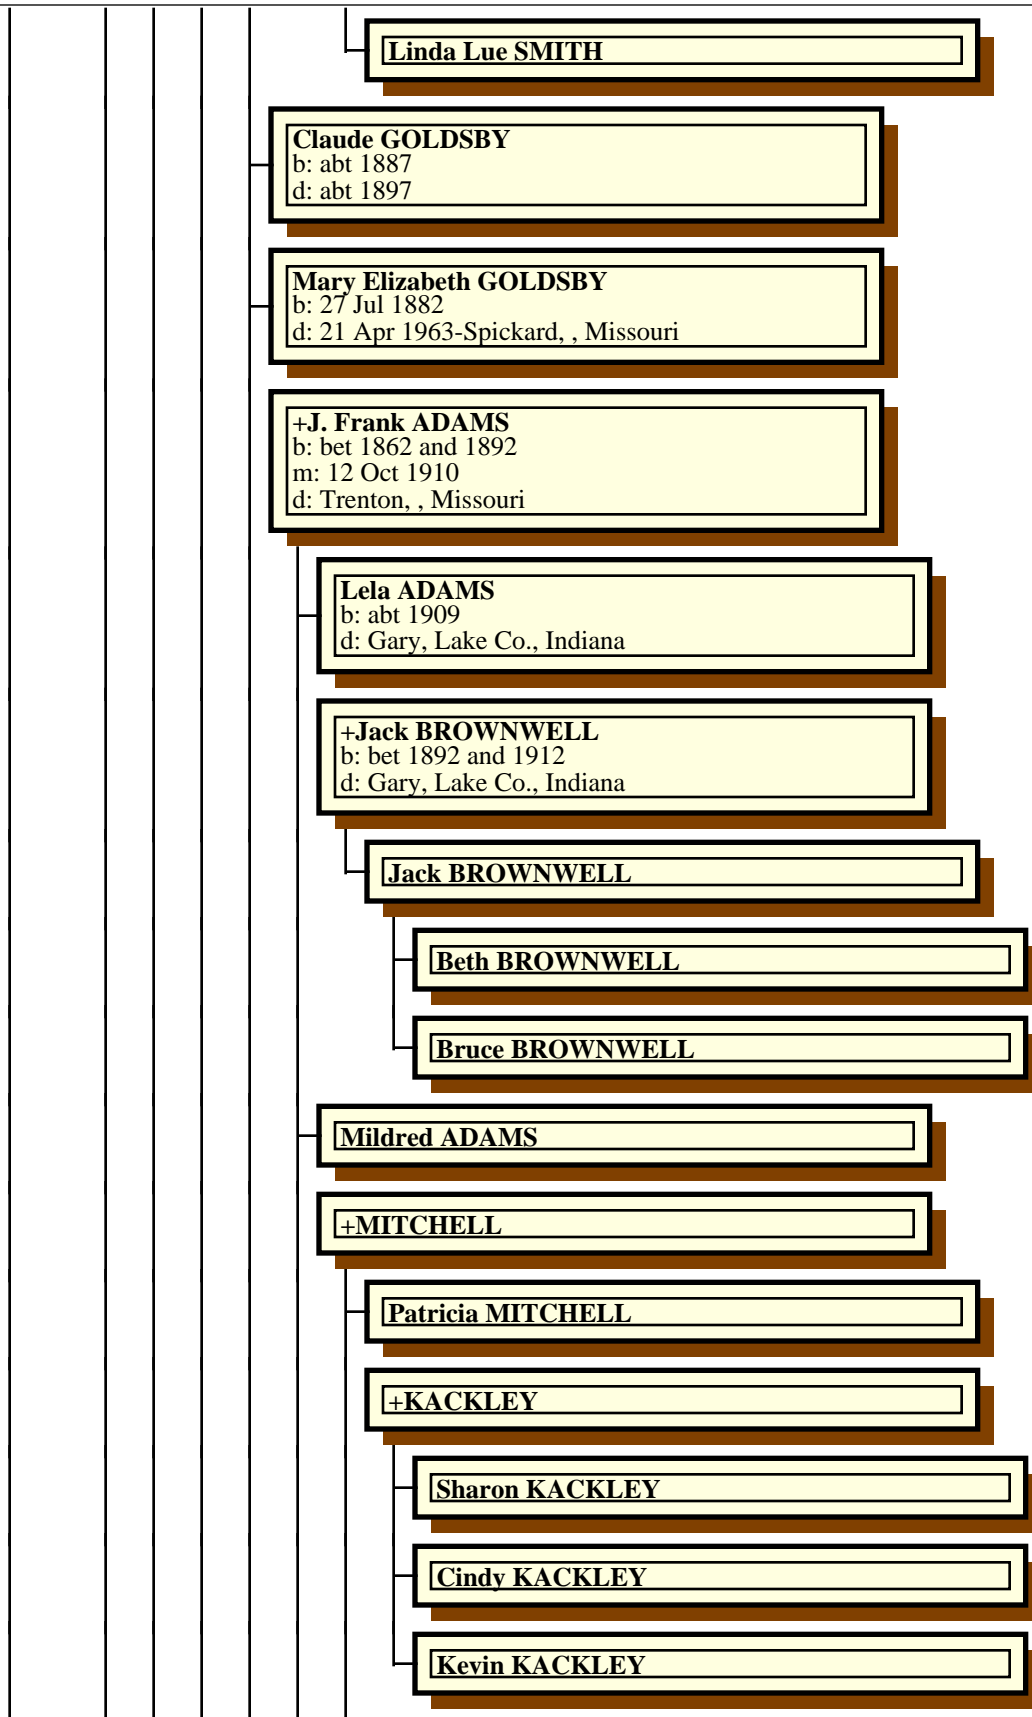 Linda Lue SMITH
Claude GOLDSBY
b: abt 1887
d: abt 1897
Mary Elizabeth GOLDSBY
b: 27 Jul 1882
d: 21 Apr 1963-Spickard, , Missouri
+J. Frank ADAMS
b: bet 1862 and 1892
m: 12 Oct 1910
d: Trenton, , Missouri
Lela ADAMS
b: abt 1909
d: Gary, Lake Co., Indiana
+Jack BROWNWELL
b: bet 1892 and 1912
d: Gary, Lake Co., Indiana
Jack BROWNWELL
Beth BROWNWELL
Bruce BROWNWELL
Mildred ADAMS
+MITCHELL
Patricia MITCHELL
+KACKLEY
Sharon KACKLEY
Cindy KACKLEY
Kevin KACKLEY